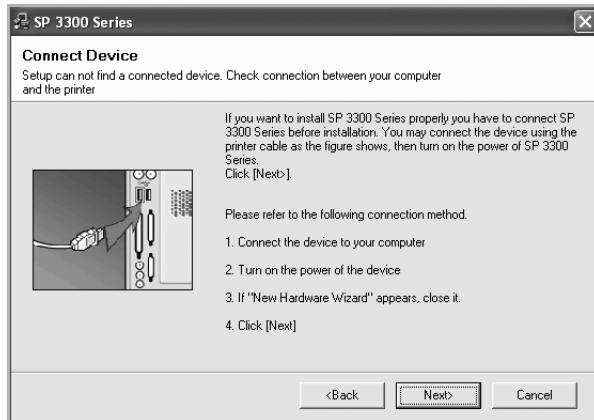 SP 3300 Series
Connect Device
Setup can not find a connected device. Check connection between your computer
and the printer
If you want to install SP 3300 Series properly you have to connect SP
3300 Series before installation. You may connect the device using the
printer cable as the figure shows, then turn on the power of SP 3300
Series.
Click [Next>].
Please refer to the following connection method.
1. Connect the device to your computer
2. Turn on the power of the device
3. If "New Hardware Wizard" appears, close it.
4. Click [Next]
<Back
Next>
Cancel